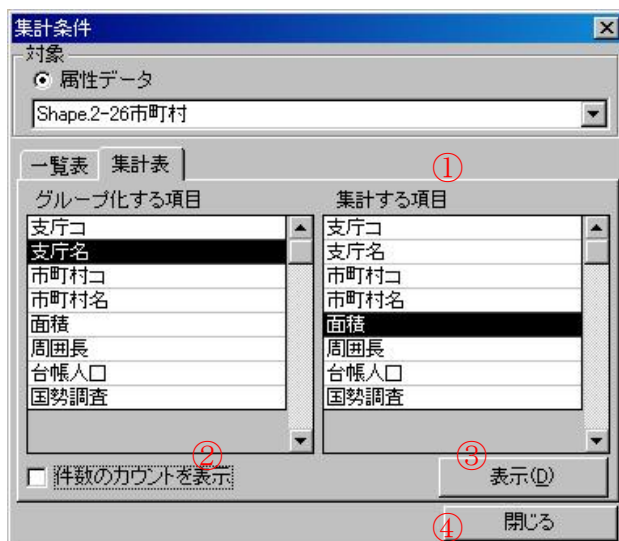 集計条件
対象
属性データ
Shape.2-26市町村
一覧表 集計表 ①
グループ化する項目 集計する項目
支庁コ 支庁コ
支庁名 支庁名
市町村コ 市町村コ
市町村名 市町村名
面積 面積
周囲長 周囲長
台帳人口 台帳人口
国勢調査 国勢調査
② ③
件数のカウントを表示 表示(D)
④ 閉じる